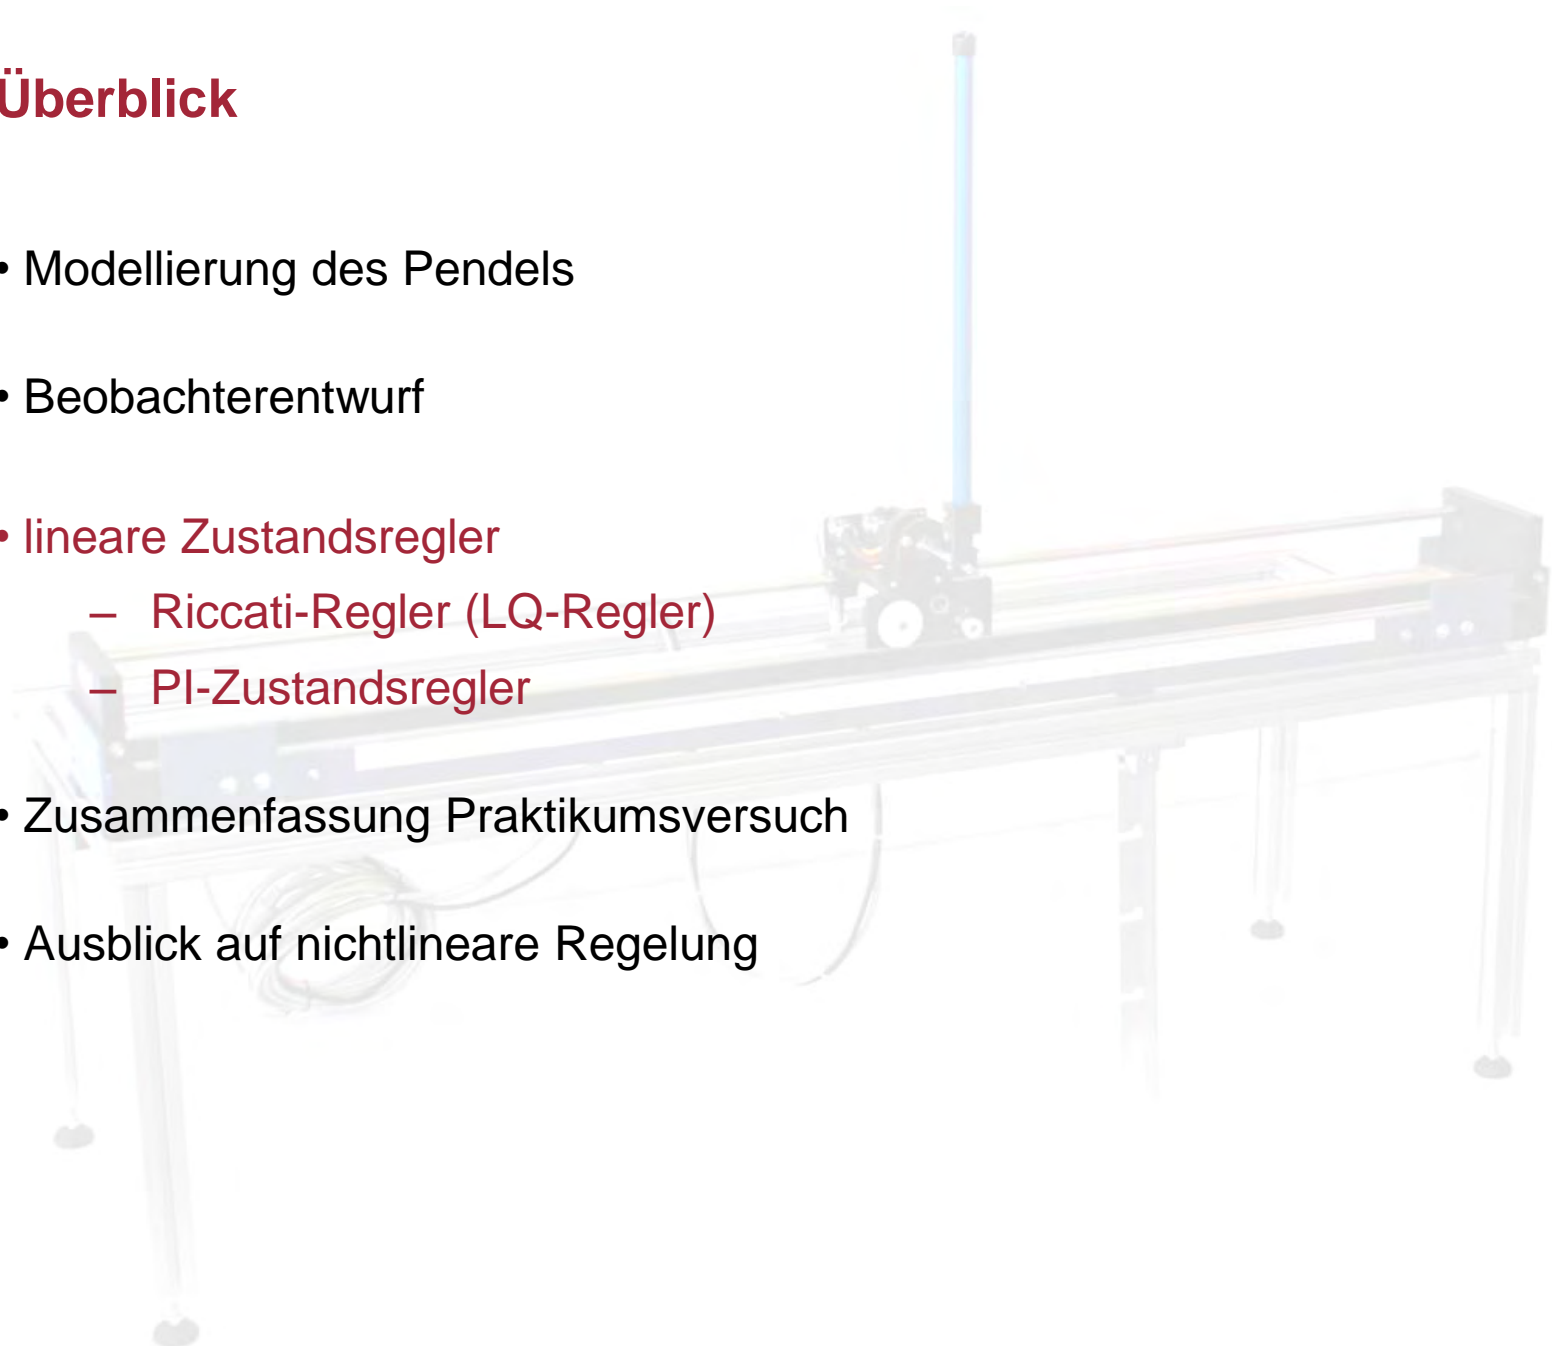 Überblick
• Modellierung des Pendels
• Beobachterentwurf
• lineare Zustandsregler
– Riccati-Regler (LQ-Regler)
– PI-Zustandsregler
• Zusammenfassung Praktikumsversuch
• Ausblick auf nichtlineare Regelung